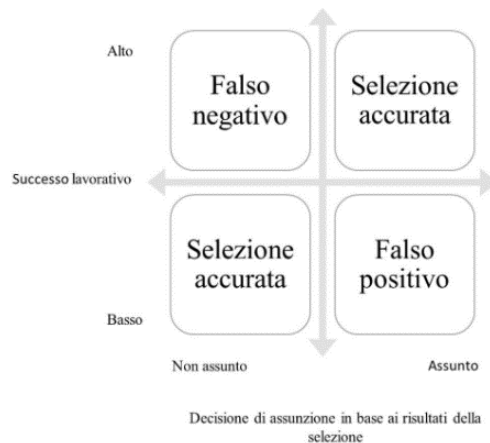 Alto
Falso
negativo
Selezione
accurata
Successo lavorativo
Selezione
accurata
Falso
positivo
Basso
Non assunto
Assunto
Decisione di assunzione in base ai risultati della
selezione